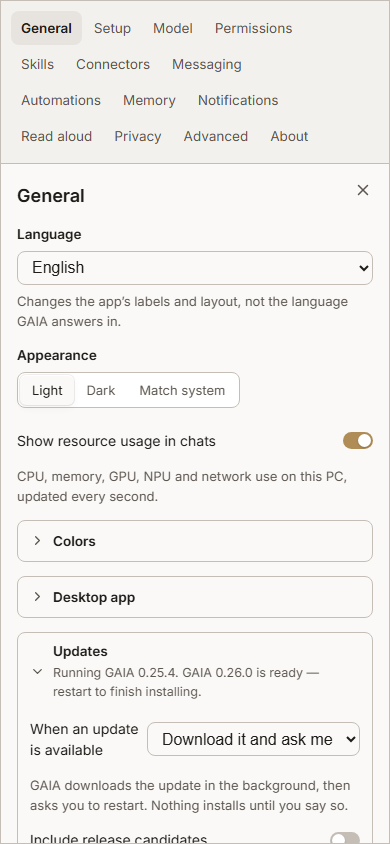 General Setup Model Permissions
Skills Connectors Messaging
Automations Memory Notifications
Read aloud Privacy Advanced About
General
Language
English
Changes the app's labels and layout, not the language
GAIA answers in.
Appearance
Light Dark Match system
Show resource usage in chats
CPU, memory, GPU, NPU and network use on this PC,
updated every second.
Colors
Desktop app
Updates
Running GAIA 0.25.4. GAIA 0.26.0 is ready —
restart to finish installing.
When an update
is available
Download it and ask me
GAIA downloads the update in the background, then
asks you to restart. Nothing installs until you say so.
Include release candidates